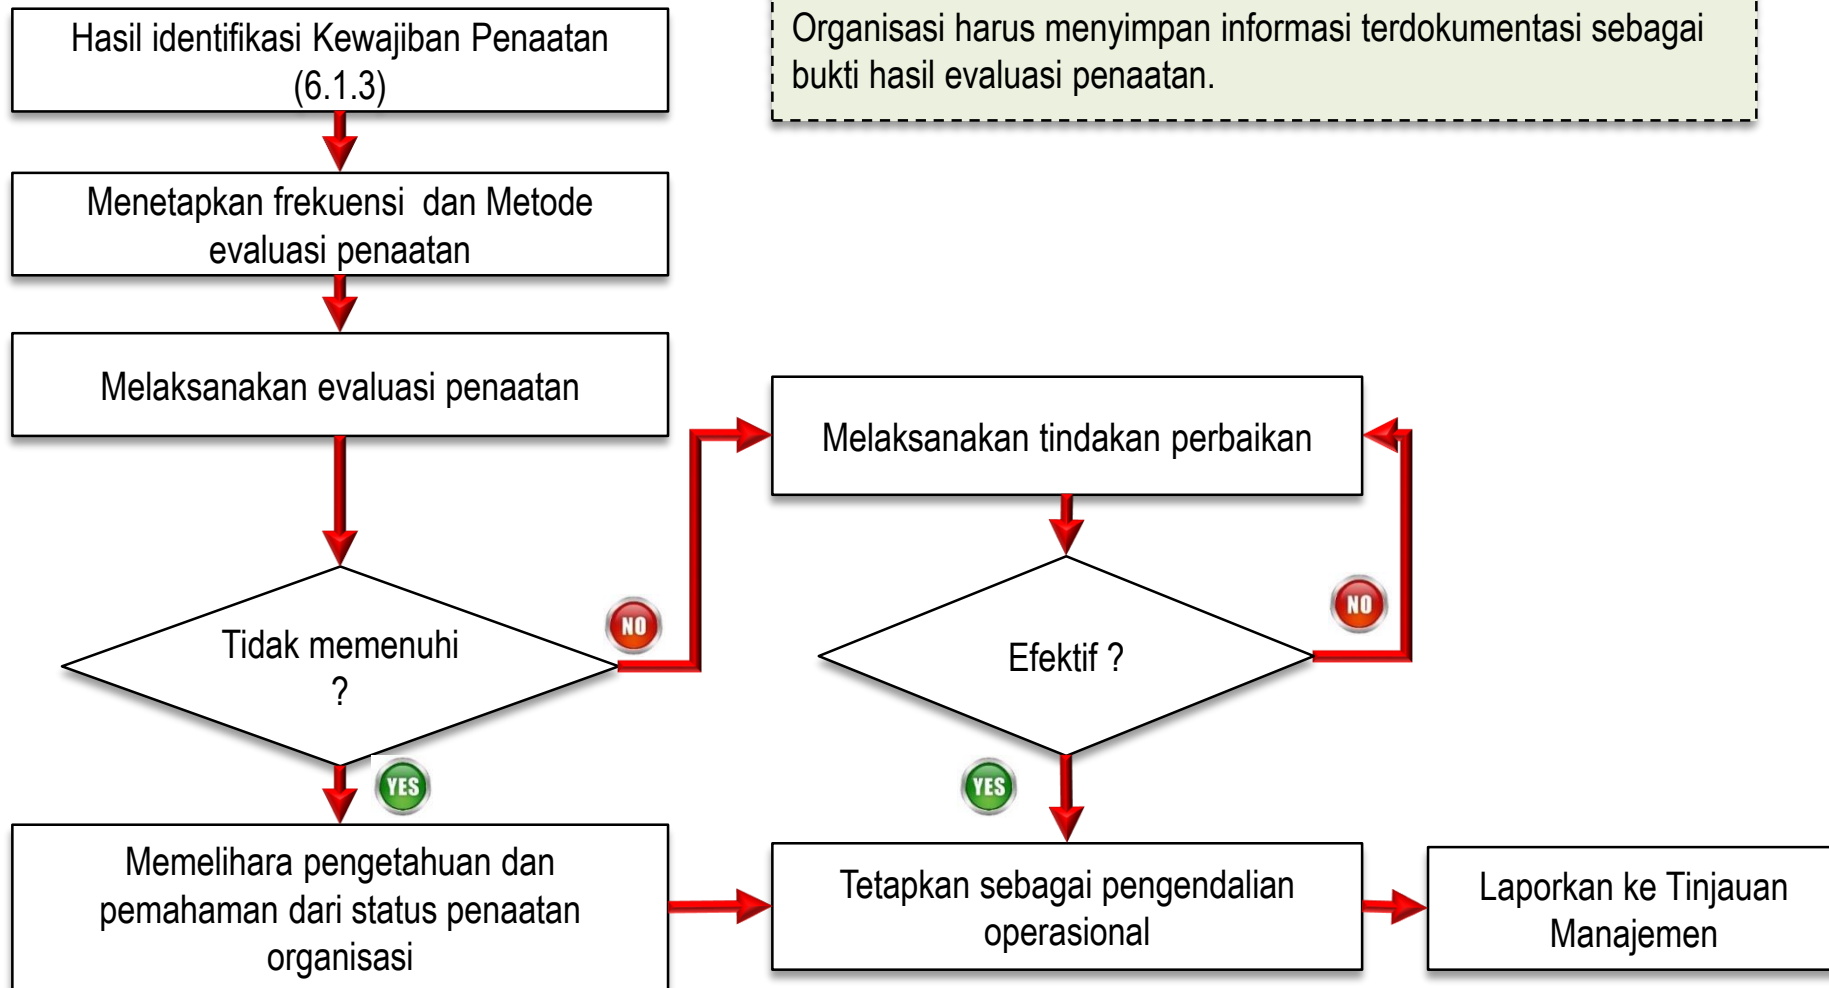 Hasil identifikasi Kewajiban Penaatan
(6.1.3)
Organisasi harus menyimpan informasi terdokumentasi sebagai
bukti hasil evaluasi penaatan.
Menetapkan frekuensi dan Metode
evaluasi penaatan
Melaksanakan evaluasi penaatan
Melaksanakan tindakan perbaikan
Tidak memenuhi
?
NO
Efektif ?
NO
YES
YES
Memelihara pengetahuan dan
pemahaman dari status penaatan
organisasi
Tetapkan sebagai pengendalian
operasional
Laporkan ke Tinjauan
Manajemen